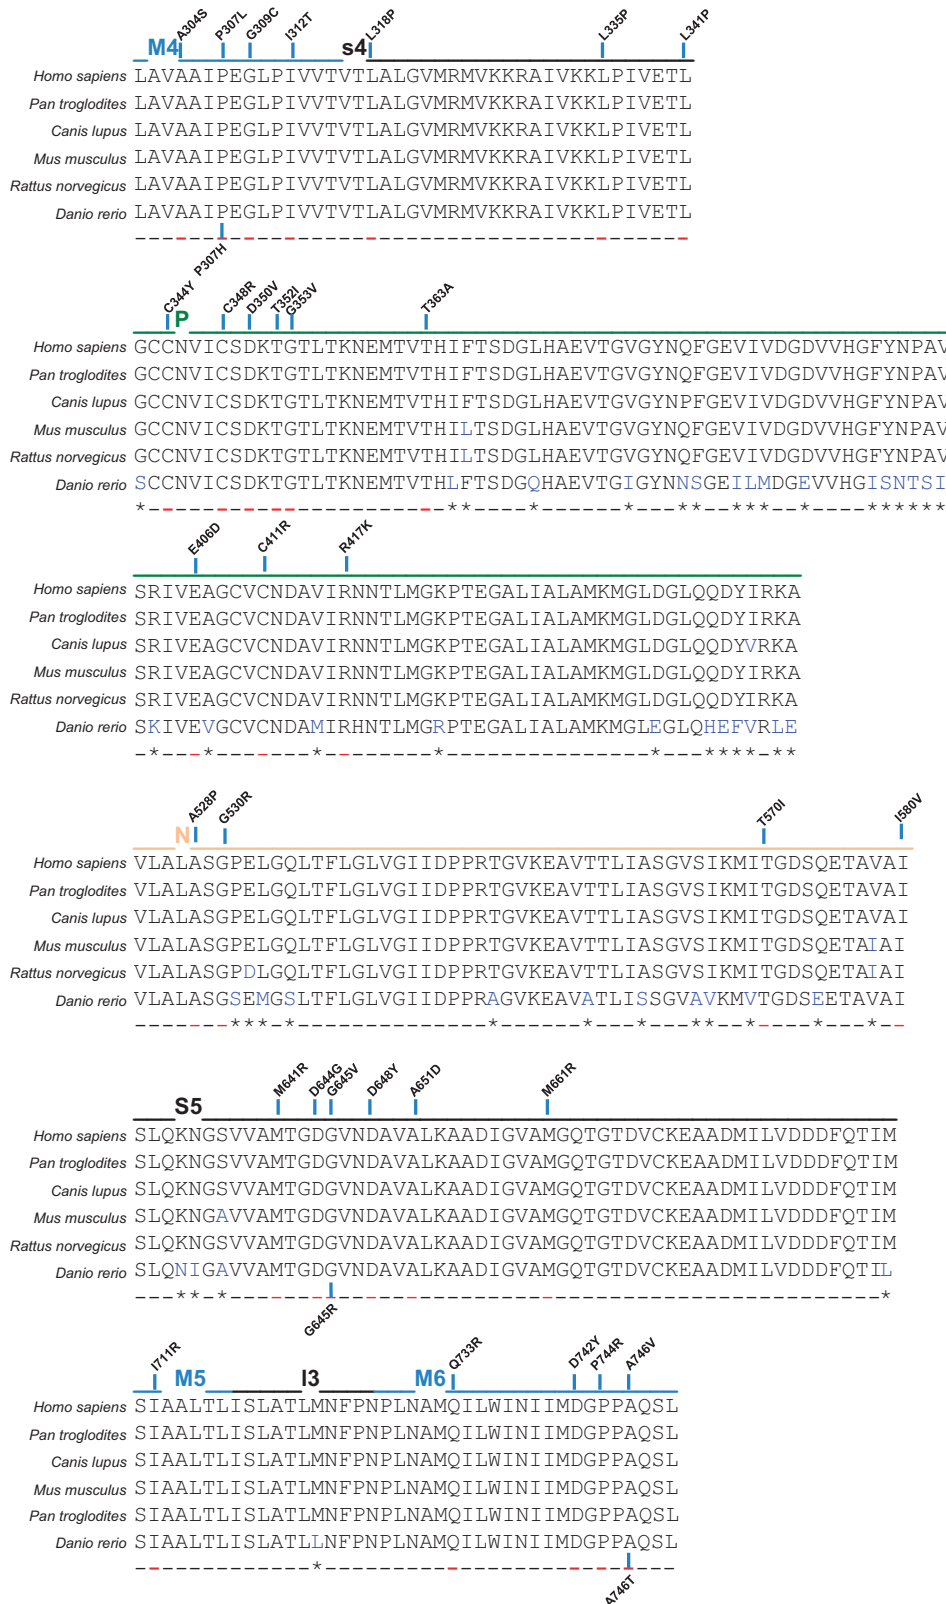 A304S P307L G309C I312T L318P L335P L341P
M4 s4
Homo sapiens LAVAAIPEGLPIVVTVTLALGVMRMVKKRAIVKKLPIVETL
Pan troglodites LAVAAIPEGLPIVVTVTLALGVMRMVKKRAIVKKLPIVETL
Canis lupus LAVAAIPEGLPIVVTVTLALGVMRMVKKRAIVKKLPIVETL
Mus musculus LAVAAIPEGLPIVVTVTLALGVMRMVKKRAIVKKLPIVETL
Rattus norvegicus LAVAAIPEGLPIVVTVTLALGVMRMVKKRAIVKKLPIVETL
Danio rerio LAVAAIPEGLPIVVTVTLALGVMRMVKKRAIVKKLPIVETL
-----------------------------------------
P307H
C344Y C348R D350V T352I G353V T363A
P
Homo sapiens GCCNVICSDKTGTLTKNEMTVTHIFTSDGLHAEVTGVGYNQFGEVIVDGDVVHGFYNPAV
Pan troglodites GCCNVICSDKTGTLTKNEMTVTHIFTSDGLHAEVTGVGYNQFGEVIVDGDVVHGFYNPAV
Canis lupus GCCNVICSDKTGTLTKNEMTVTHIFTSDGLHAEVTGVGYNPFGEVIVDGDVVHGFYNPAV
Mus musculus GCCNVICSDKTGTLTKNEMTVTHILTSDGLHAEVTGVGYNQFGEVIVDGDVVHGFYNPAV
Rattus norvegicus GCCNVICSDKTGTLTKNEMTVTHILTSDGLHAEVTGVGYNQFGEVIVDGDVVHGFYNPAV
Danio rerio SCCNVICSDKTGTLTKNEMTVTHLFTSDGQHAEVTGIGYNNSGEILMDGEVVHGISNTSI
*----------------------**----*------*---**--***--*----******
E406D C411R R417K
Homo sapiens SRIVEAGCVCNDAVIRNNTLMGKPTEGALIALAMKMGLDGLQQDYIRKA
Pan troglodites SRIVEAGCVCNDAVIRNNTLMGKPTEGALIALAMKMGLDGLQQDYIRKA
Canis lupus SRIVEAGCVCNDAVIRNNTLMGKPTEGALIALAMKMGLDGLQQDYVRKA
Mus musculus SRIVEAGCVCNDAVIRNNTLMGKPTEGALIALAMKMGLDGLQQDYIRKA
Rattus norvegicus SRIVEAGCVCNDAVIRNNTLMGKPTEGALIALAMKMGLDGLQQDYIRKA
Danio rerio SKIVEVGCVCNDAMIRHNTLMGRPTEGALIALAMKMGLEGLQHEFVRLE
-*---*-------*--------*---------------*---****-**
A528P G530R T570I I580V
N
Homo sapiens VLALASGPELGQLTFLGLVGIIDPPRTGVKEAVTTLIASGVSIKMITGDSQETAVAI
Pan troglodites VLALASGPELGQLTFLGLVGIIDPPRTGVKEAVTTLIASGVSIKMITGDSQETAVAI
Canis lupus VLALASGPELGQLTFLGLVGIIDPPRTGVKEAVTTLIASGVSIKMITGDSQETAVAI
Mus musculus VLALASGPELGQLTFLGLVGIIDPPRTGVKEAVTTLIASGVSIKMITGDSQETAIAI
Rattus norvegicus VLALASGPDLGQLTFLGLVGIIDPPRTGVKEAVTTLIASGVSIKMITGDSQETAIAI
Danio rerio VLALASGSEMGSLTFLGLVGIIDPPRAGVKEAVATLISSGVAVKMVTGDSEETAVAI
-------***-*--------------*------*---*---**--*----*---*--
M641R D644G G645V D648Y A651D M661R
S5
Homo sapiens SLQKNGSVVAMTGDGVNDAVALKAADIGVAMGQTGTDVCKEAADMILVDDDFQTIM
Pan troglodites SLQKNGSVVAMTGDGVNDAVALKAADIGVAMGQTGTDVCKEAADMILVDDDFQTIM
Canis lupus SLQKNGSVVAMTGDGVNDAVALKAADIGVAMGQTGTDVCKEAADMILVDDDFQTIM
Mus musculus SLQKNGAVVAMTGDGVNDAVALKAADIGVAMGQTGTDVCKEAADMILVDDDFQTIM
Rattus norvegicus SLQKNGSVVAMTGDGVNDAVALKAADIGVAMGQTGTDVCKEAADMILVDDDFQTIM
Danio rerio SLQNIGAVVAMTGDGVNDAVALKAADIGVAMGQTGTDVCKEAADMILVDDDFQTIL
---**-*------------------------------------------------*
G645R
I711R Q733R D742Y P744R A746V
M5 I3 M6
Homo sapiens SIAALTLISLATLMNFPNPLNAMQILWINIIMDGPPAQSL
Pan troglodites SIAALTLISLATLMNFPNPLNAMQILWINIIMDGPPAQSL
Canis lupus SIAALTLISLATLMNFPNPLNAMQILWINIIMDGPPAQSL
Mus musculus SIAALTLISLATLMNFPNPLNAMQILWINIIMDGPPAQSL
Pan troglodites SIAALTLISLATLMNFPNPLNAMQILWINIIMDGPPAQSL
Danio rerio SIAALTLISLATLLNFPNPLNAMQILWINIIMDGPPAQSL
-------------*--------------------------
A746T